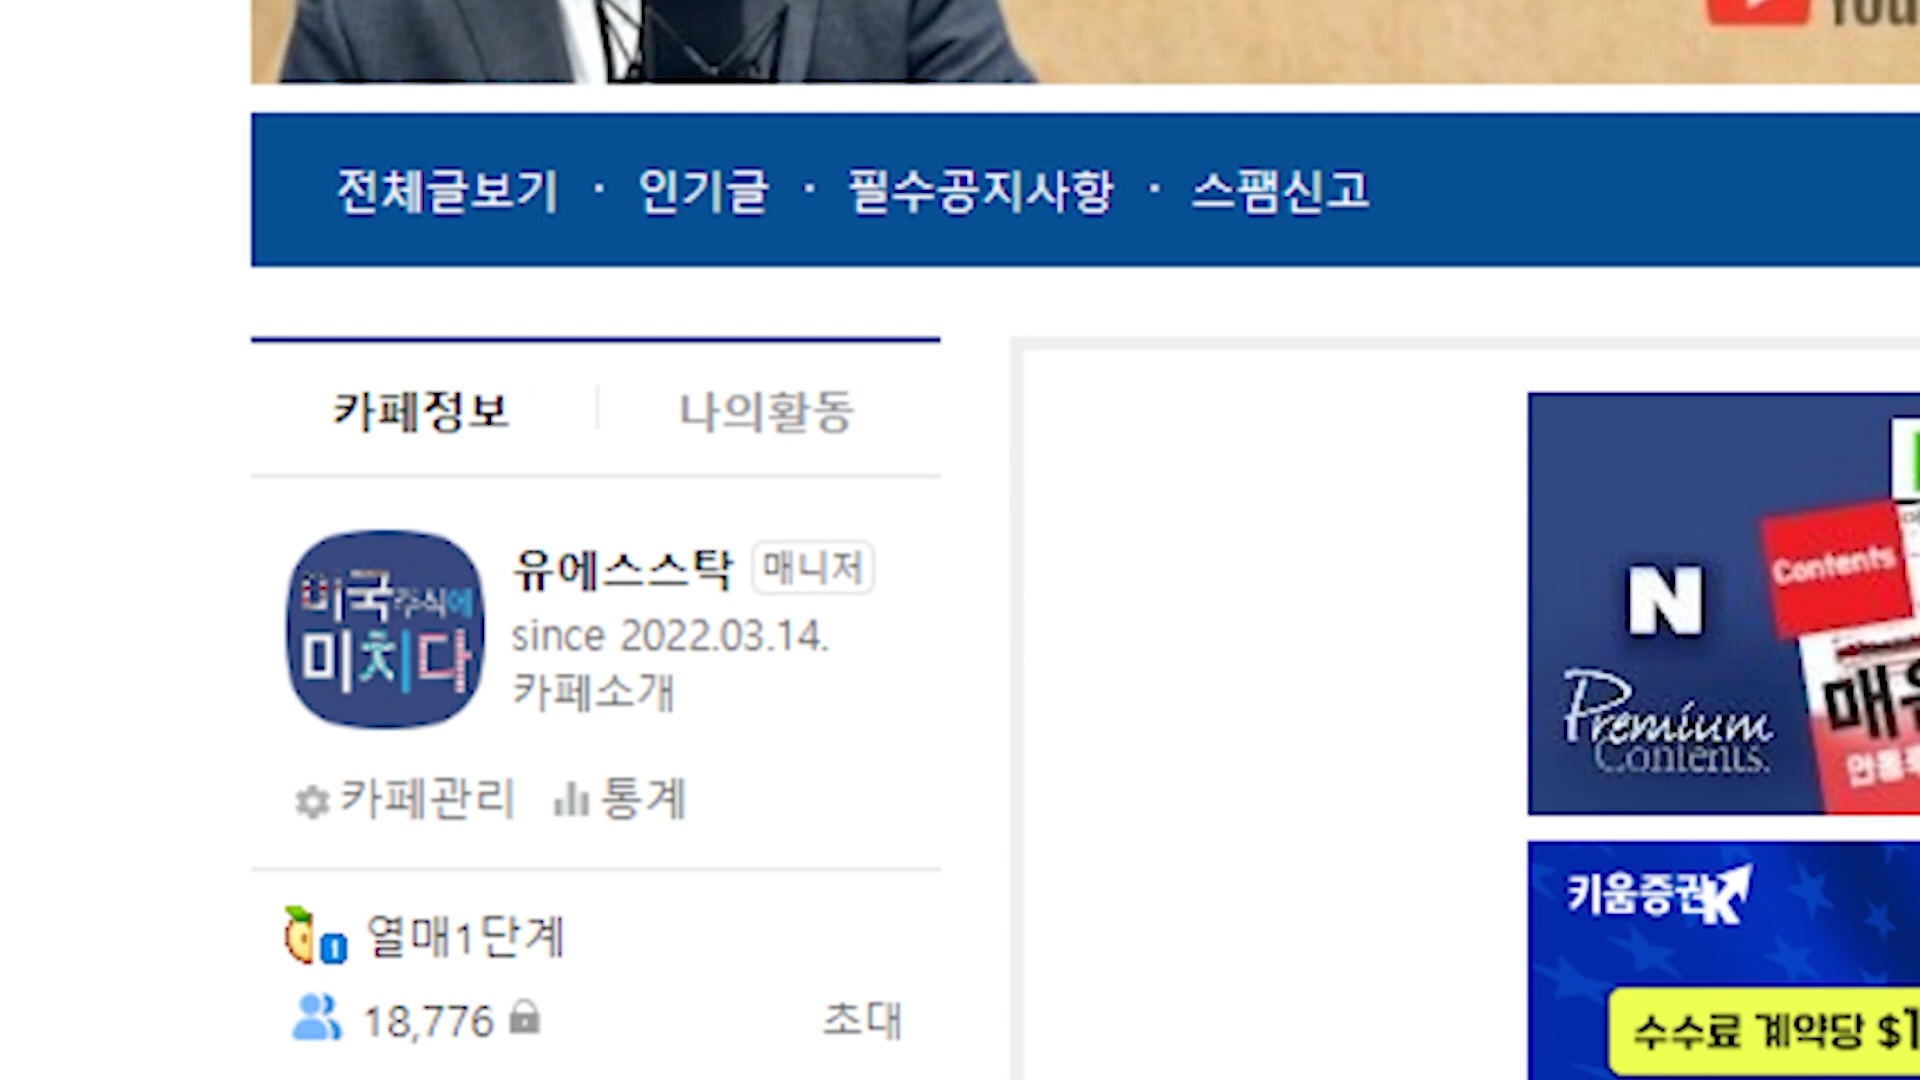 전체글보기 · 인기글 · 필수공지사항 · 스팸신고
카페정보
나의활동
미국주식에
미치다
유에스스탁 매니저
since 2022.03.14.
카페소개
카페관리 통계
열매1단계
18,776
초대
Contents
N
Premium
Contents.
키움증권
수수료 계약당 $1